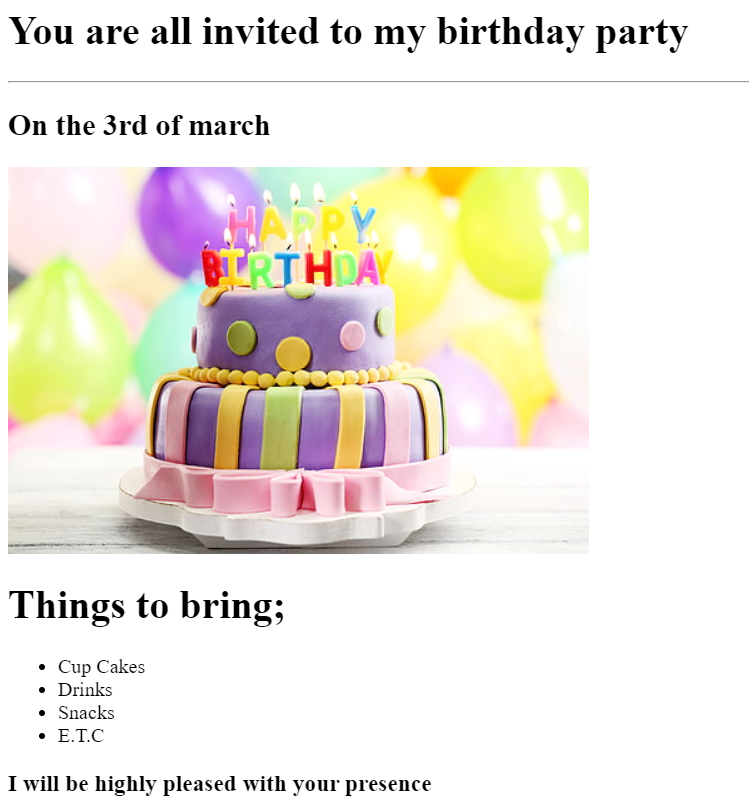 You are all invited to my birthday party
On the 3rd of march
HAPPY
BIRTHDAY
Things to bring;
Cup Cakes
Drinks
Snacks
E.T.C
I will be highly pleased with your presence